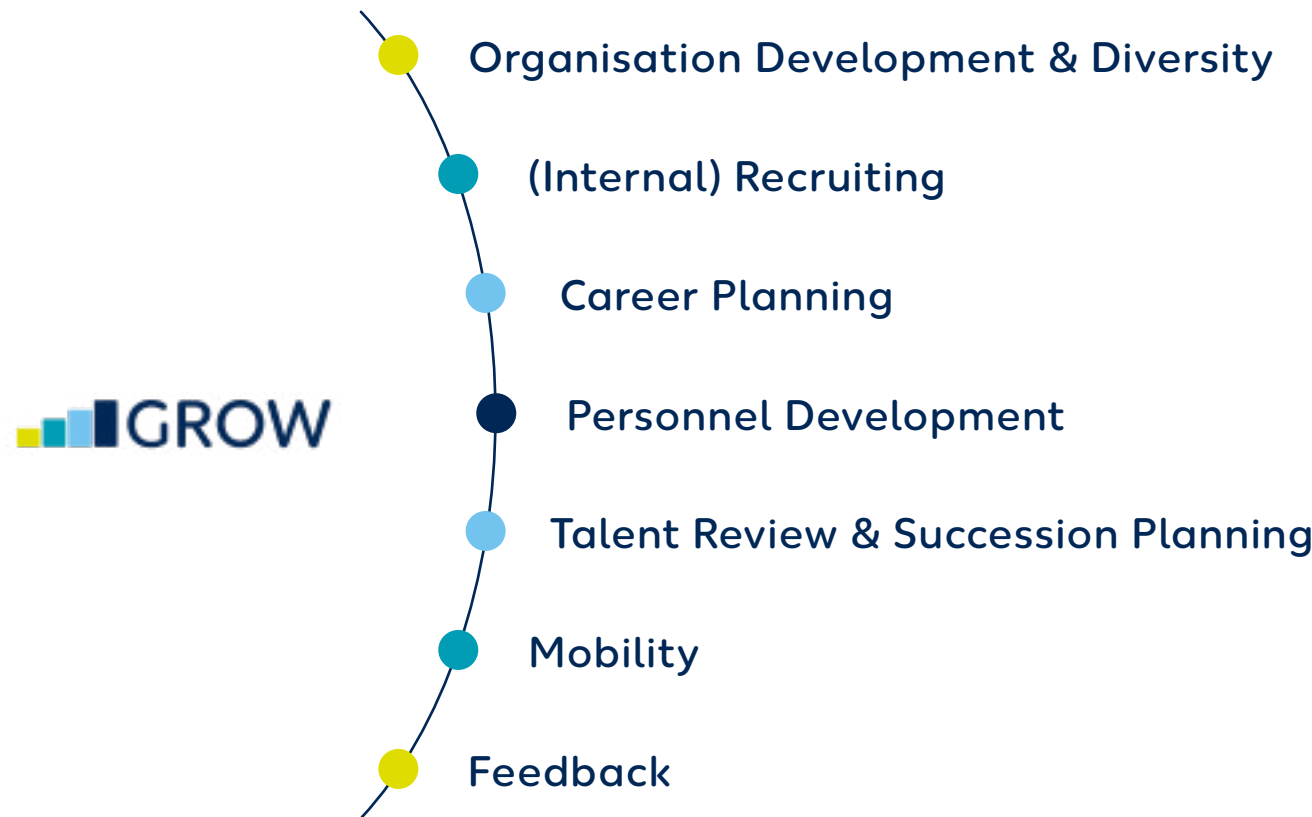 Organisation Development & Diversity
(Internal) Recruiting
Career Planning
GROW
Personnel Development
Talent Review & Succession Planning
Mobility
Feedback